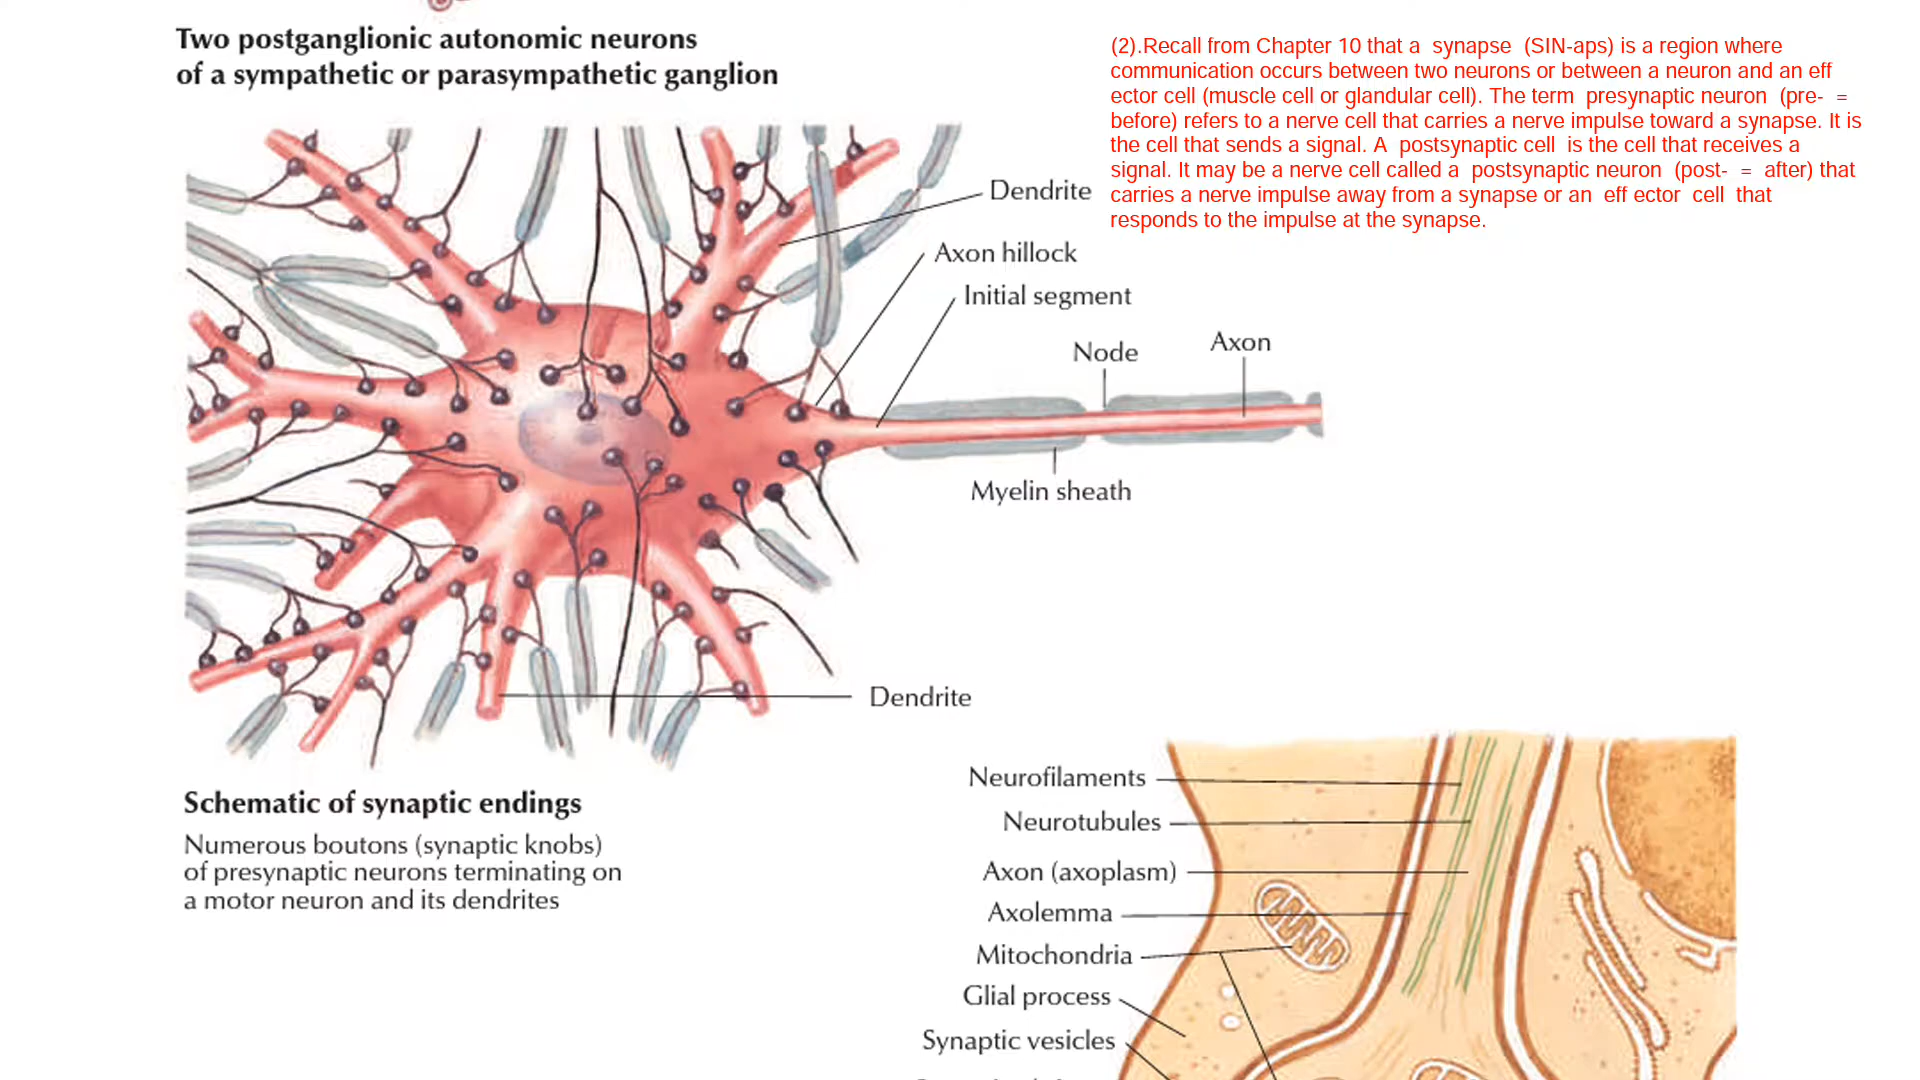 Two postganglionic autonomic neurons
of a sympathetic or parasympathetic ganglion
(2).Recall from Chapter 10 that a synapse (SIN-aps) is a region where
communication occurs between two neurons or between a neuron and an eff
ector cell (muscle cell or glandular cell). The term presynaptic neuron (pre- =
before) refers to a nerve cell that carries a nerve impulse toward a synapse. It is
the cell that sends a signal. A postsynaptic cell is the cell that receives a
signal. It may be a nerve cell called a postsynaptic neuron (post- = after) that
carries a nerve impulse away from a synapse or an eff ector cell that
responds to the impulse at the synapse.
Dendrite
Axon hillock
Initial segment
Node
Axon
Myelin sheath
Dendrite
Schematic of synaptic endings
Numerous boutons (synaptic knobs)
of presynaptic neurons terminating on
a motor neuron and its dendrites
Neurofilaments
Neurotubules
Axon (axoplasm)
Axolemma
Mitochondria
Glial process
Synaptic vesicles